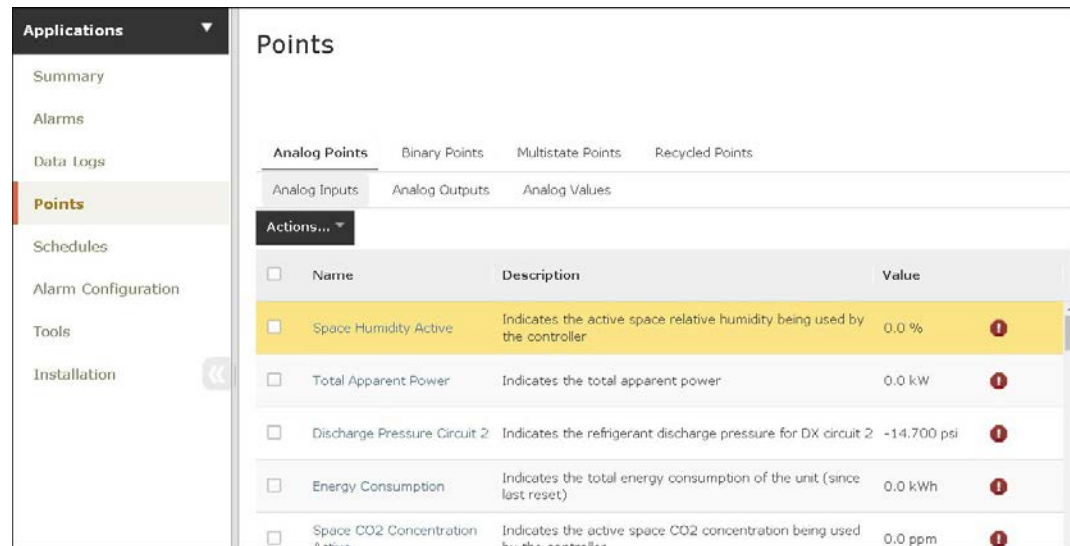 Applications
Summary
Alarms
Data Logs
Points
Schedules
Alarm Configuration
Tools
Installation
Points
Analog Points Binary Points Multistate Points Recycled Points
Analog Inputs Analog Outputs Analog Values
Actions...
Name Description Value
Space Humidity Active Indicates the active space relative humidity being used by the controller 0.0 %
Total Apparent Power Indicates the total apparent power 0.0 kW
Discharge Pressure Circuit 2 Indicates the refrigerant discharge pressure for DX circuit 2 -14.700 psi
Energy Consumption Indicates the total energy consumption of the unit (since last reset) 0.0 kWh
Space CO2 Concentration Active Indicates the active space CO2 concentration being used by the controller 0.0 ppm